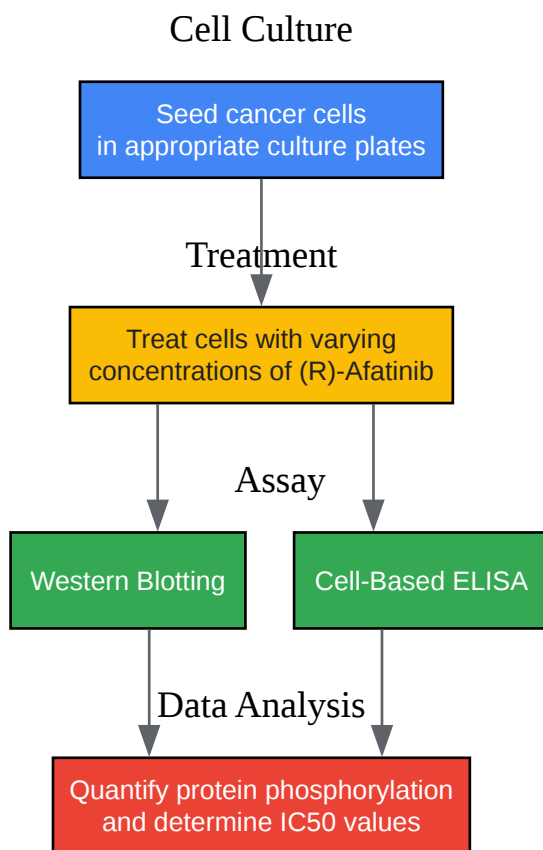 Cell Culture
Seed cancer cells
in appropriate culture plates
Treatment
Treat cells with varying
concentrations of (R)-Afatinib
Assay
Western Blotting
Cell-Based ELISA
Data Analysis
Quantify protein phosphorylation
and determine IC50 values